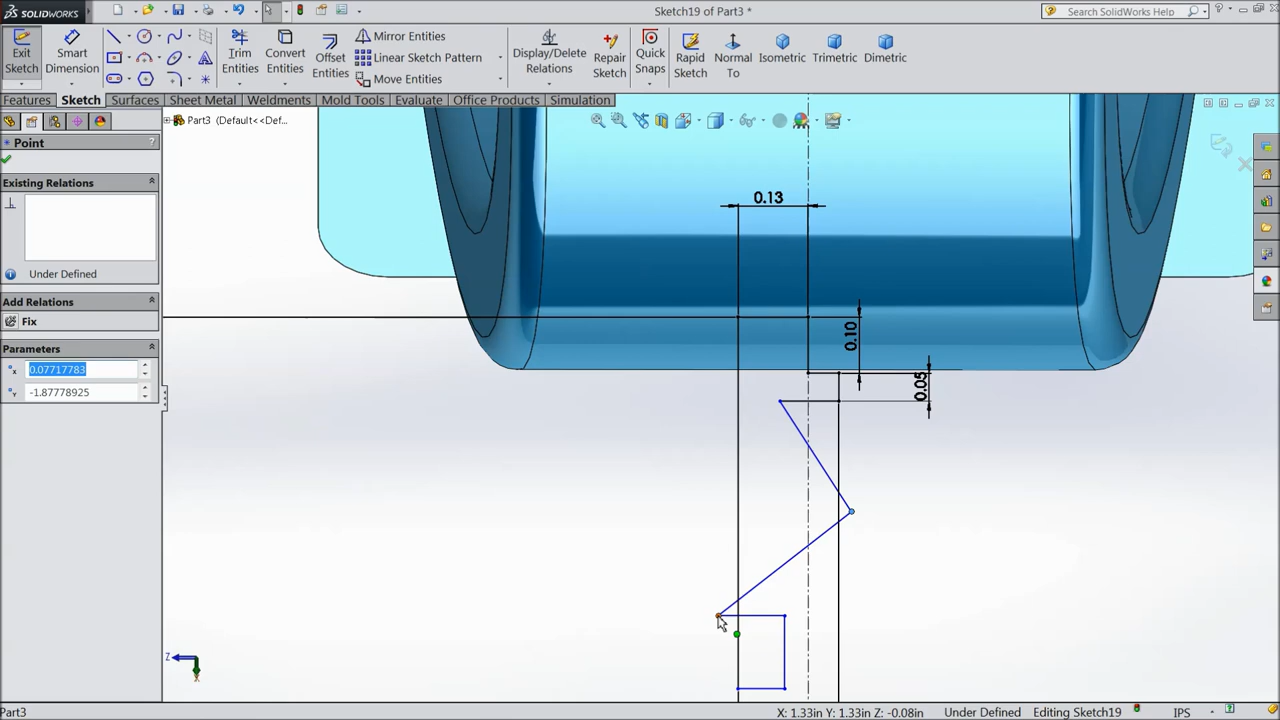 SOLIDWORKS
Sketch19 of Part3 *
Search SolidWorks Help
Exit Sketch
Smart Dimension
Trim Entities
Convert Entities
Offset Entities
Mirror Entities
Linear Sketch Pattern
Move Entities
Display/Delete Relations
Repair Sketch
Quick Snaps
Rapid Sketch
Normal To
Isometric
Trimetric
Dimetric
Features
Sketch
Surfaces
Sheet Metal
Weldments
Mold Tools
Evaluate
Office Products
Simulation
Part3 (Default<<Def...
Point
?
Existing Relations
Under Defined
Add Relations
Fix
Parameters
0.07717783
-1.87778925
0.13
0.10
0.05
Z
Part3
X: 1.33in Y: 1.33in Z: -0.08in
Under Defined
Editing Sketch19
IPS